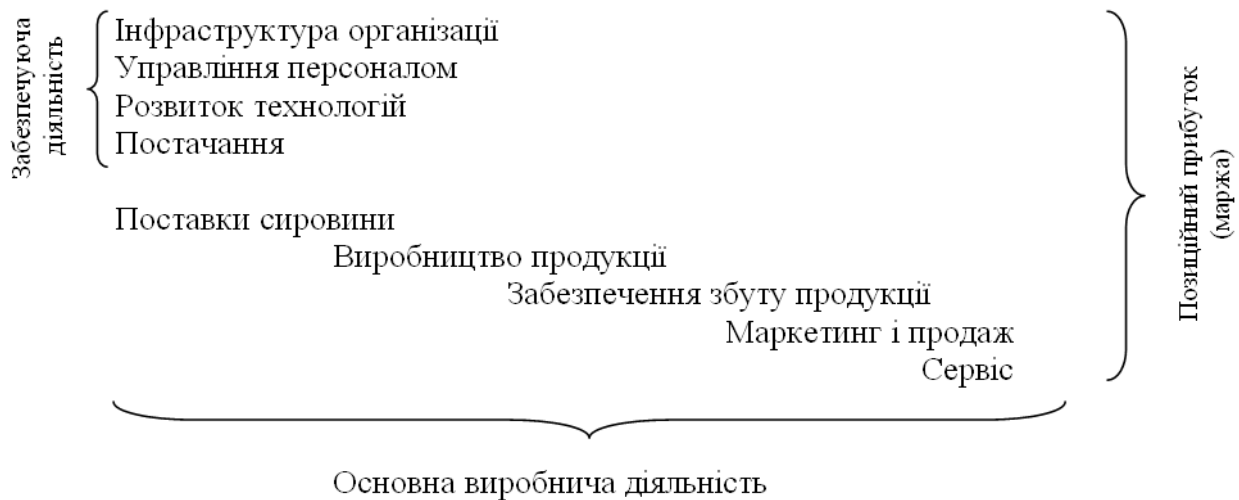 Забезпечуюча
діяльність
Інфраструктура організації
Управління персоналом
Розвиток технологій
Постачання
Поставки сировини
Виробництво продукції
Забезпечення збуту продукції
Маркетинг і продаж
Сервіс
Позиційний прибуток
(маржа)
Основна виробнича діяльність